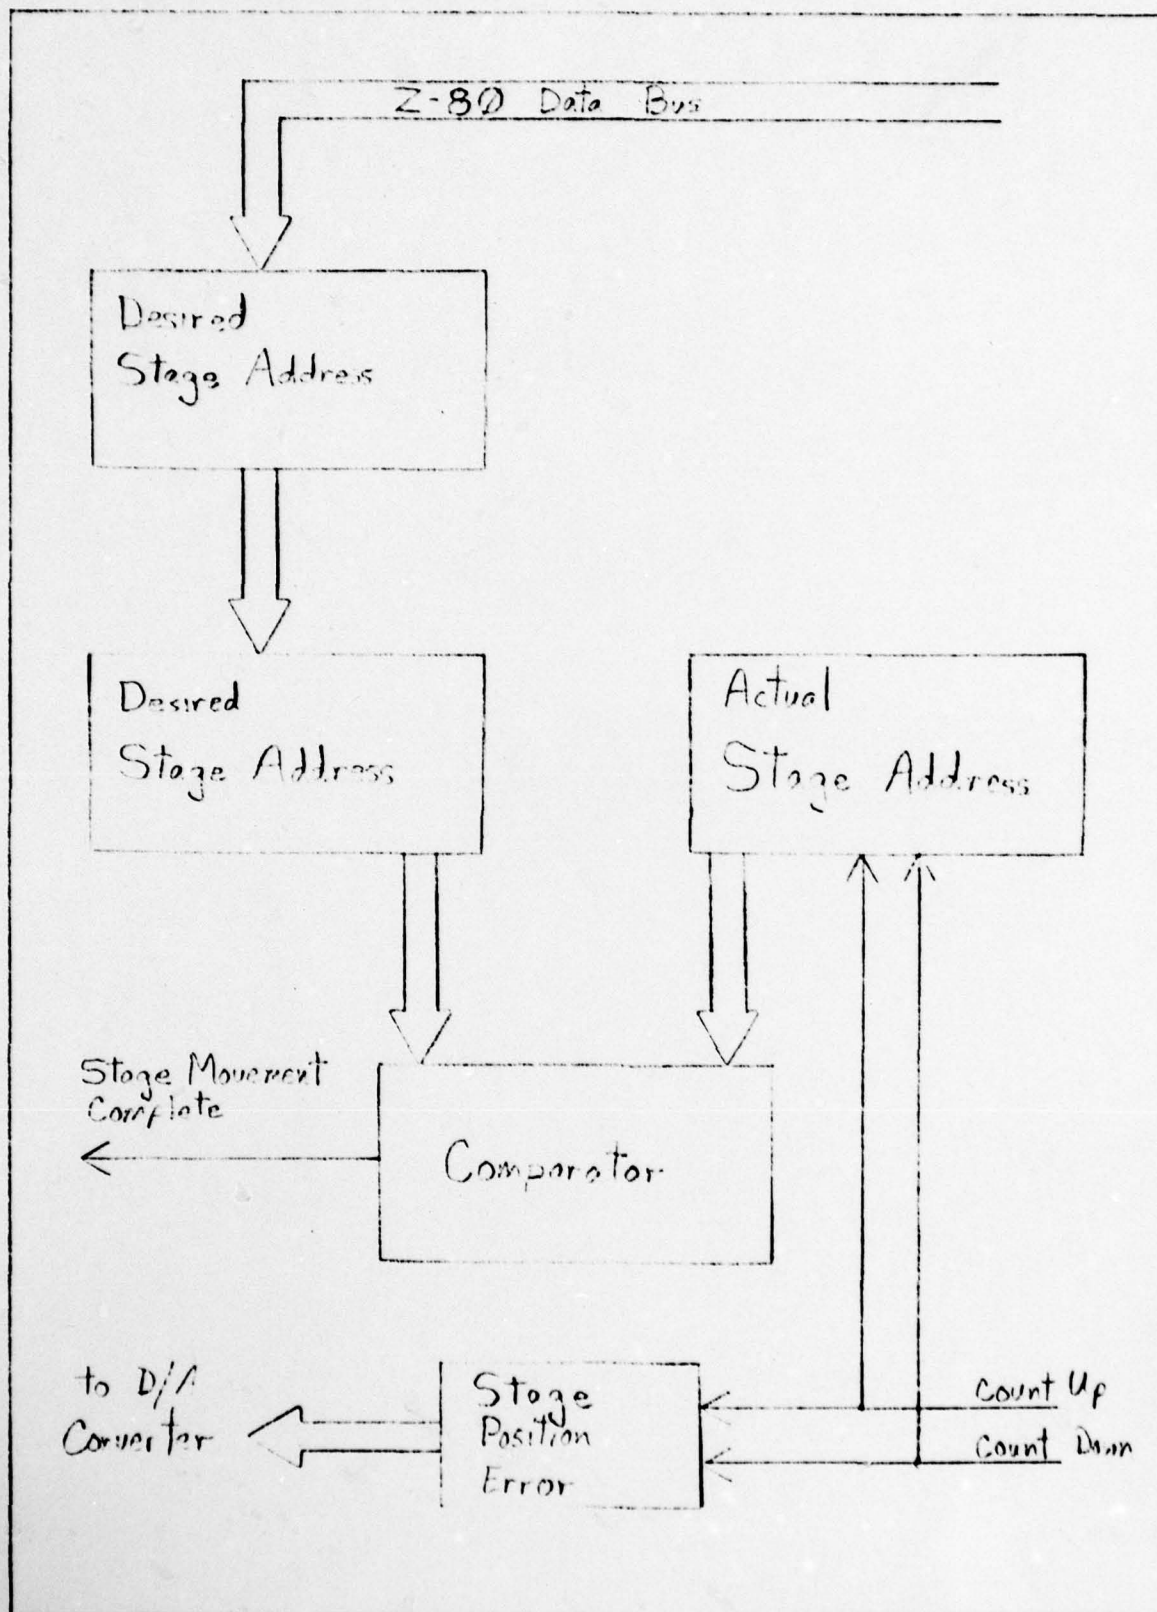 Z-80 Data Bus
Desired
Stage Address
Desired
Stage Address
Actual
Stage Address
Stage Movement
Complete
Comparator
to D/A
Converter
Stage
Position
Error
Count Up
Count Down